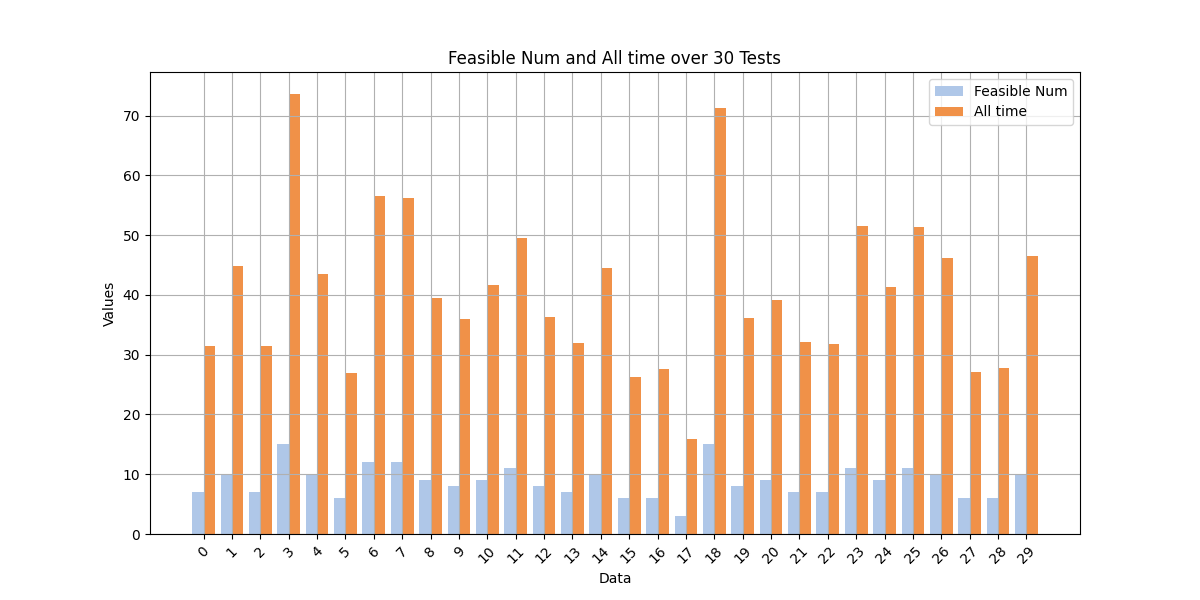 Feasible Num and All time over 30 Tests
Feasible Num
All time
Values
70
60
50
40
30
20
10
0
0 1 2 3 4 5 6 7 8 9 10 11 12 13 14 15 16 17 18 19 20 21 22 23 24 25 26 27 28 29
Data